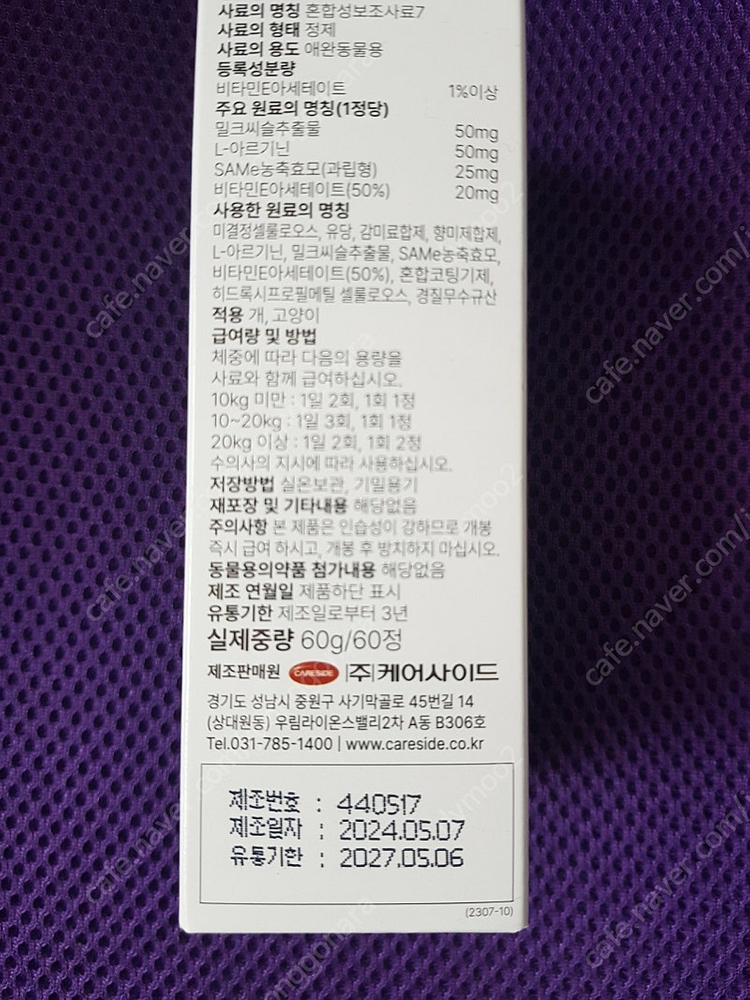 사료의 명칭 혼합성보조사료7
사료의 형태 정제
사료의 용도 애완동물용
등록성분량
비타민E아세테이트 1%이상
주요 원료의 명칭(1정당)
밀크씨슬추출물 50mg
L-아르기닌 50mg
SAMe농축효모(과립형) 25mg
비타민E아세테이트(50%) 20mg
사용한 원료의 명칭
미결정셀룰로오스, 유당, 감미료합제, 향미제합제,
L-아르기닌, 밀크씨슬추출물, SAMe농축효모,
비타민E아세테이트(50%), 혼합코팅기제,
히드록시프로필메틸 셀룰로오스, 경질무수규산
적용 개, 고양이
급여량 및 방법
체중에 따라 다음의 용량을
사료와 함께 급여하십시오.
10kg 미만 : 1일 2회, 1회 1정
10~20kg : 1일 3회, 1회 1정
20kg 이상 : 1일 2회, 1회 2정
수의사의 지시에 따라 사용하십시오.
저장방법 실온보관, 기밀용기
재포장 및 기타내용 해당없음
주의사항 본 제품은 인습성이 강하므로 개봉
즉시 급여 하시고, 개봉 후 방치하지 마십시오.
동물용의약품 첨가내용 해당없음
제조 연월일 제품하단 표시
유통기한 제조일로부터 3년
실제중량 60g/60정
제조판매원 CARESIDE (주)케어사이드
경기도 성남시 중원구 사기막골로 45번길 14
(상대원동) 우림라이온스밸리2차 A동 B306호
Tel.031-785-1400 | www.careside.co.kr
제조번호 : 440517
제조일자 : 2024.05.07
유통기한 : 2027.05.06
(2307-10)
cafe.naver.com
cafe.naver.com
cafe.naver.com
cafe.naver.com
cafe.naver.com
cafe.naver.com